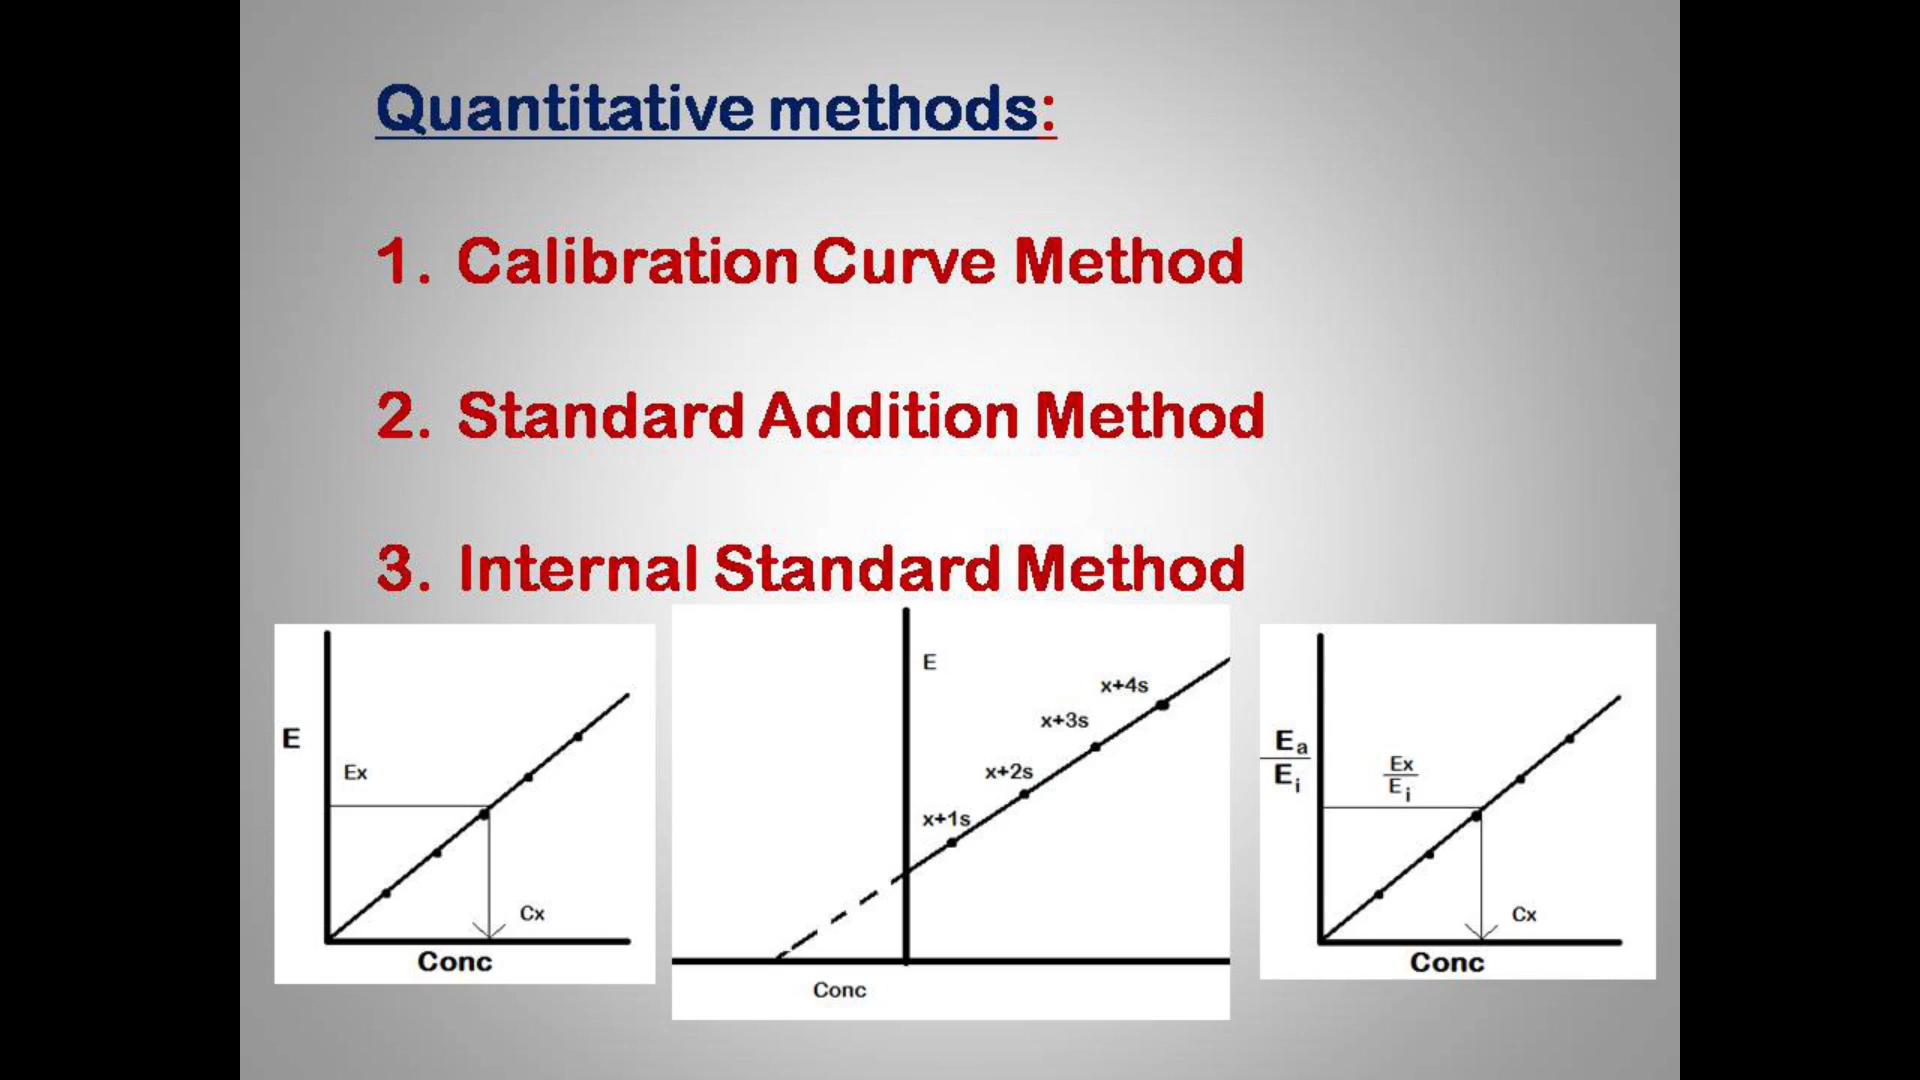 Quantitative methods:
1. Calibration Curve Method
2. Standard Addition Method
3. Internal Standard Method
E
Ex
Cx
Conc
E
x+4s
x+3s
x+2s
x+1s
Conc
Ea
Ei
Ex
Ei
Cx
Conc